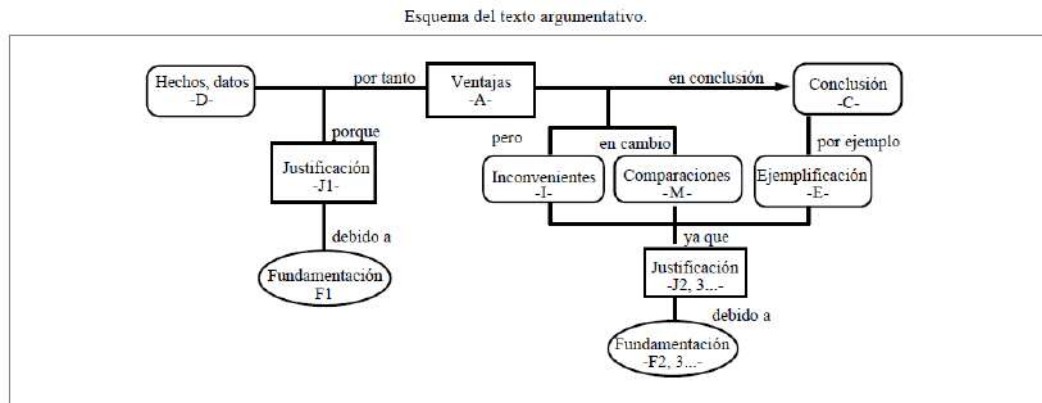 Esquema del texto argumentativo.
Hechos, datos
-D-
por tanto
Ventajas
-A-
en conclusión
Conclusión
-C-
porque
pero
en cambio
por ejemplo
Justificación
-J1-
Inconvenientes
-I-
Comparaciones
-M-
Ejemplificación
-E-
debido a
ya que
Fundamentación
F1
Justificación
-J2, 3...-
debido a
Fundamentación
-F2, 3...-